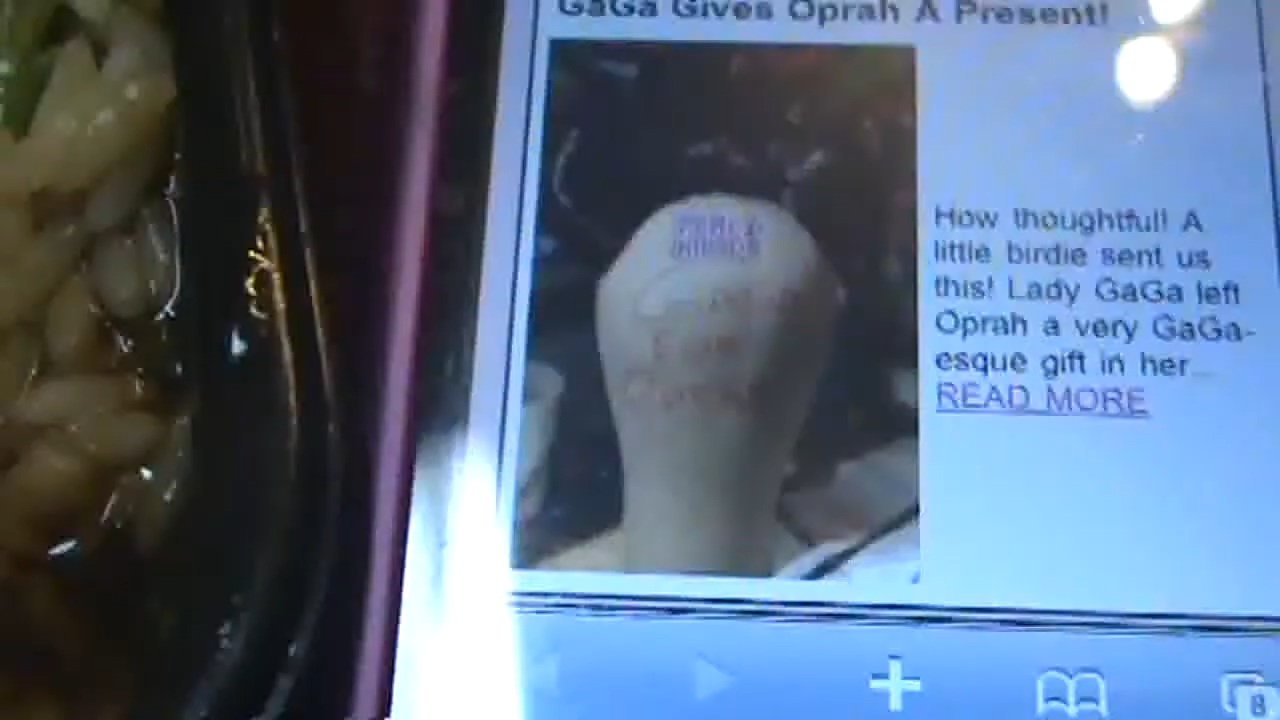 GaGa Gives Oprah A Present!
How thoughtful! A
little birdie sent us
this! Lady GaGa left
Oprah a very GaGa-
esque gift in her...
READ MORE
8